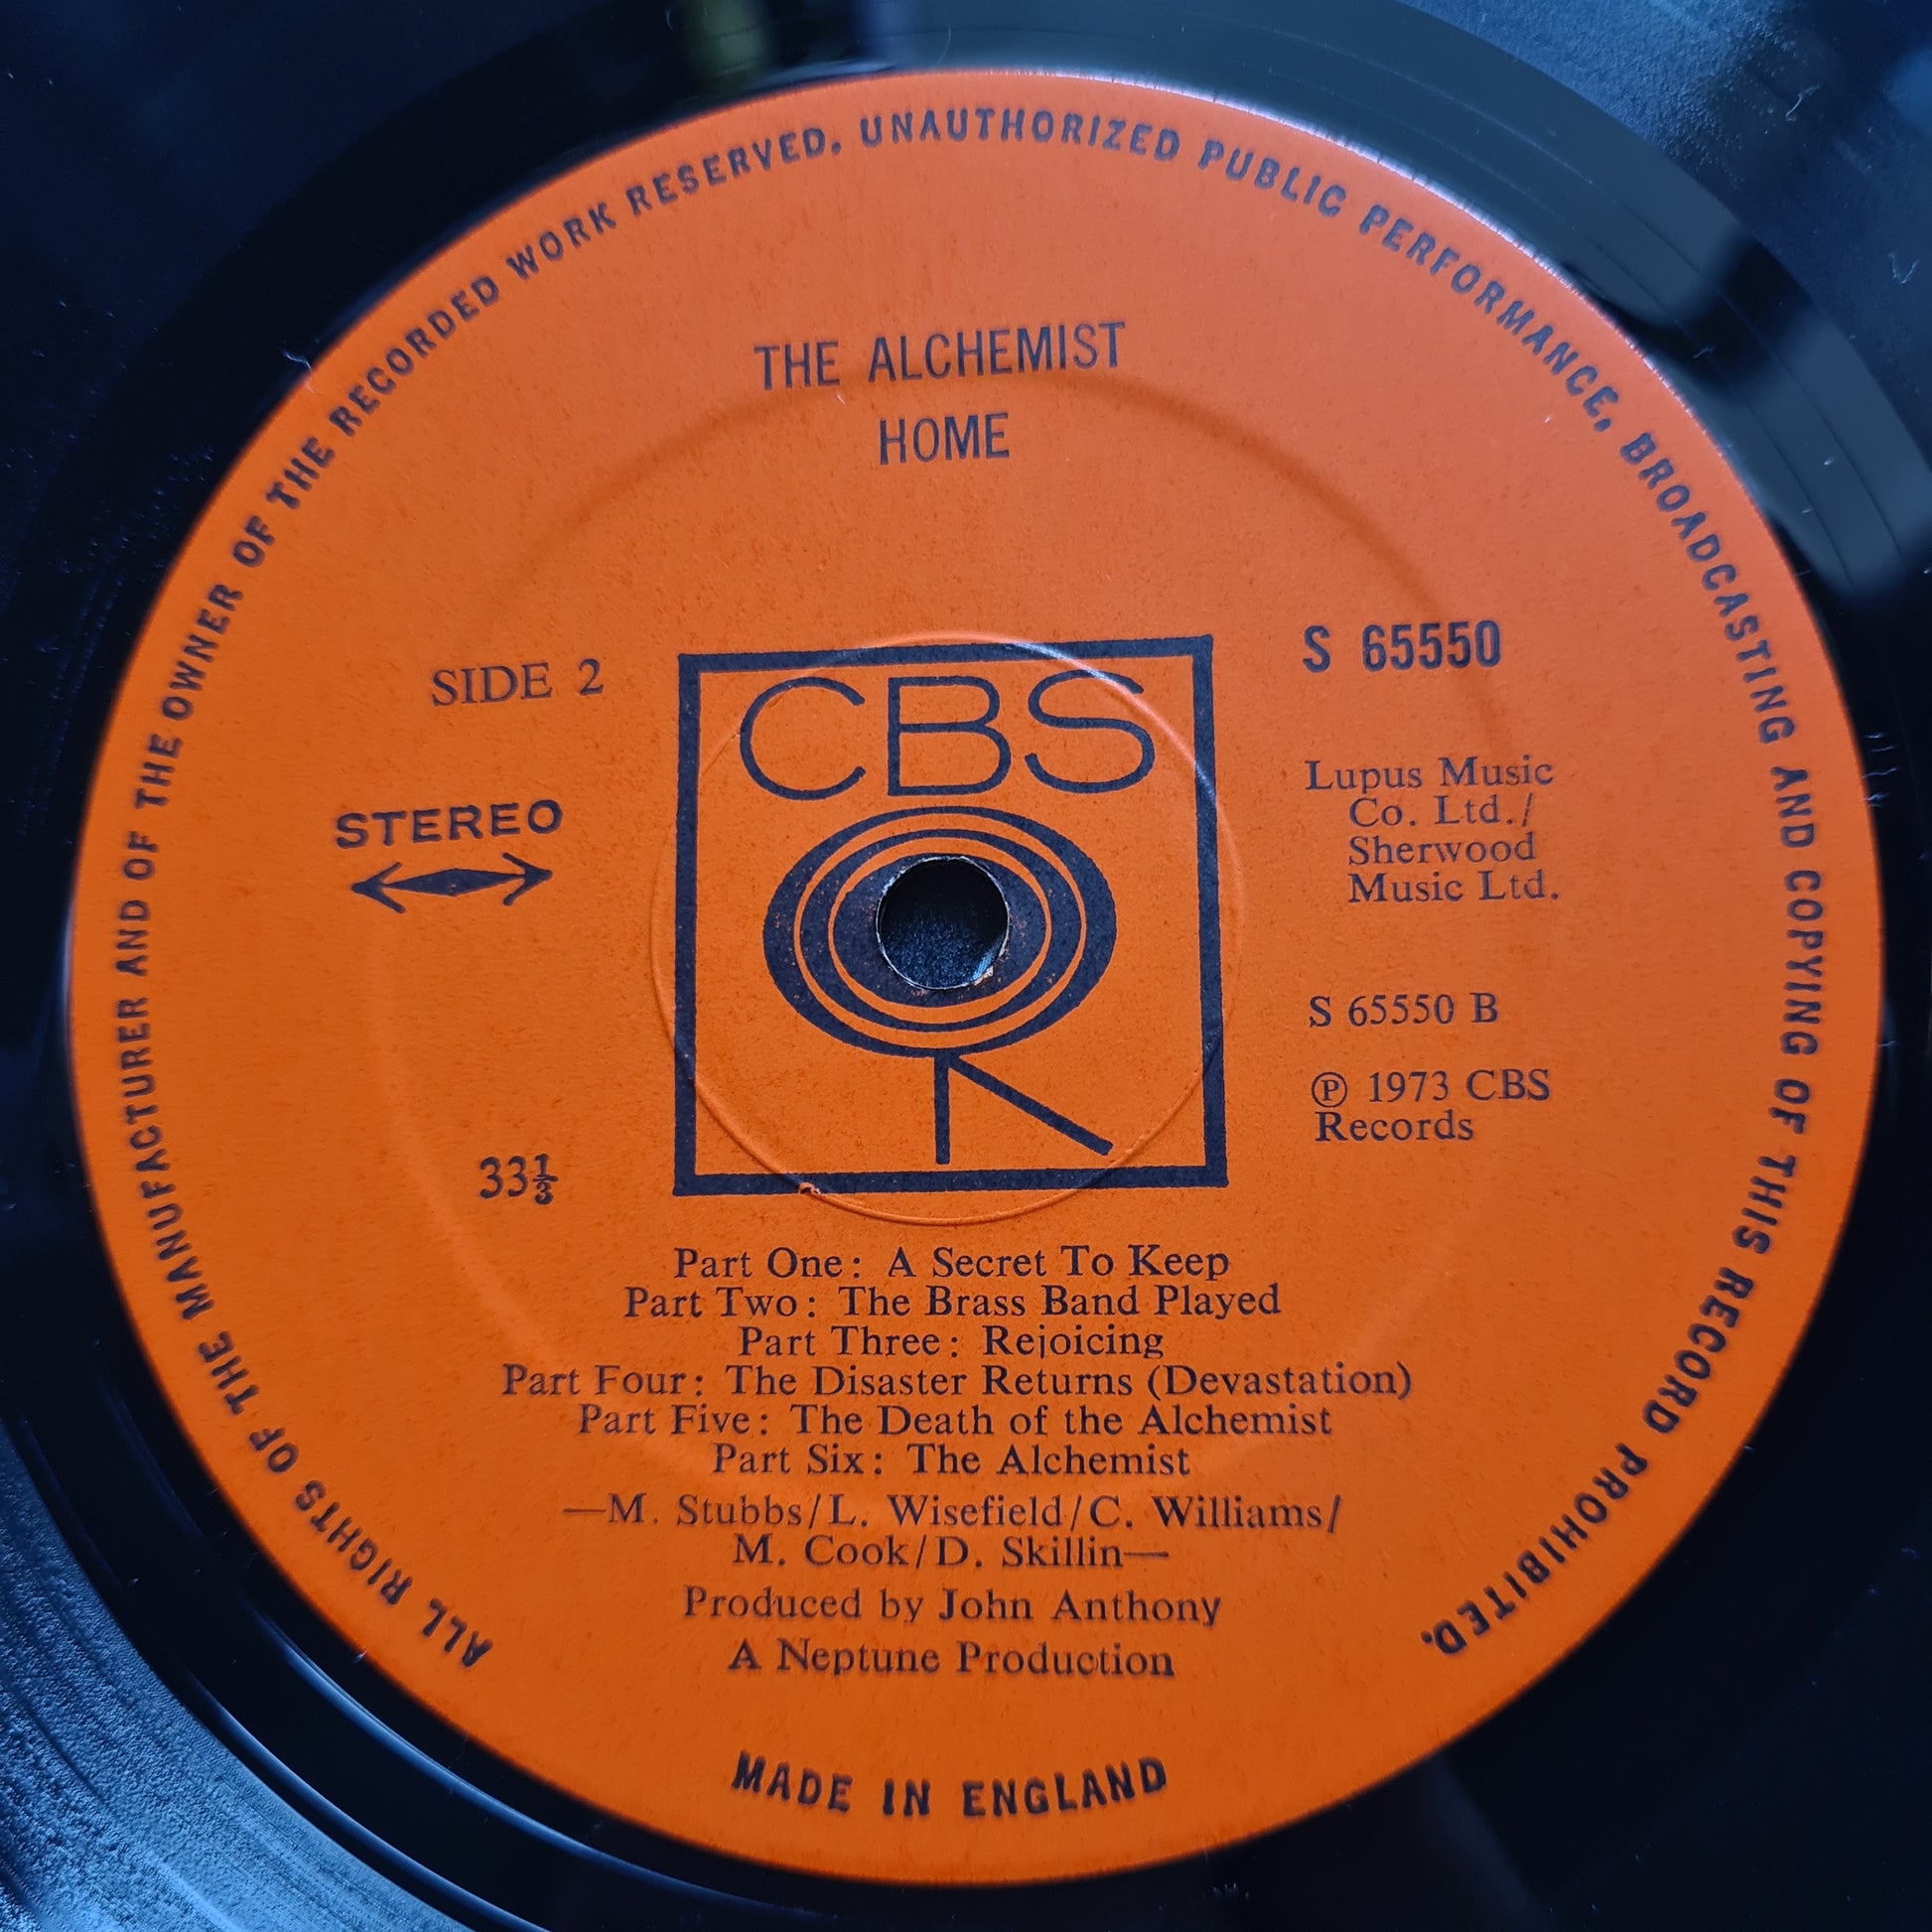 ALL RIGHTS OF THE MANUFACTURER AND OF THE OWNER OF THE RECORDED WORK RESERVED. UNAUTHORIZED PUBLIC PERFORMANCE, BROADCASTING AND COPYING OF THIS RECORD PROHIBITED.
THE ALCHEMIST
HOME
SIDE 2
STEREO
33⅓
CBS
S 65550
Lupus Music
Co. Ltd./
Sherwood
Music Ltd.
S 65550 B
℗ 1973 CBS
Records
Part One: A Secret To Keep
Part Two: The Brass Band Played
Part Three: Rejoicing
Part Four: The Disaster Returns (Devastation)
Part Five: The Death of the Alchemist
Part Six: The Alchemist
—M. Stubbs/L. Wisefield/C. Williams/
M. Cook/D. Skillin—
Produced by John Anthony
A Neptune Production
MADE IN ENGLAND